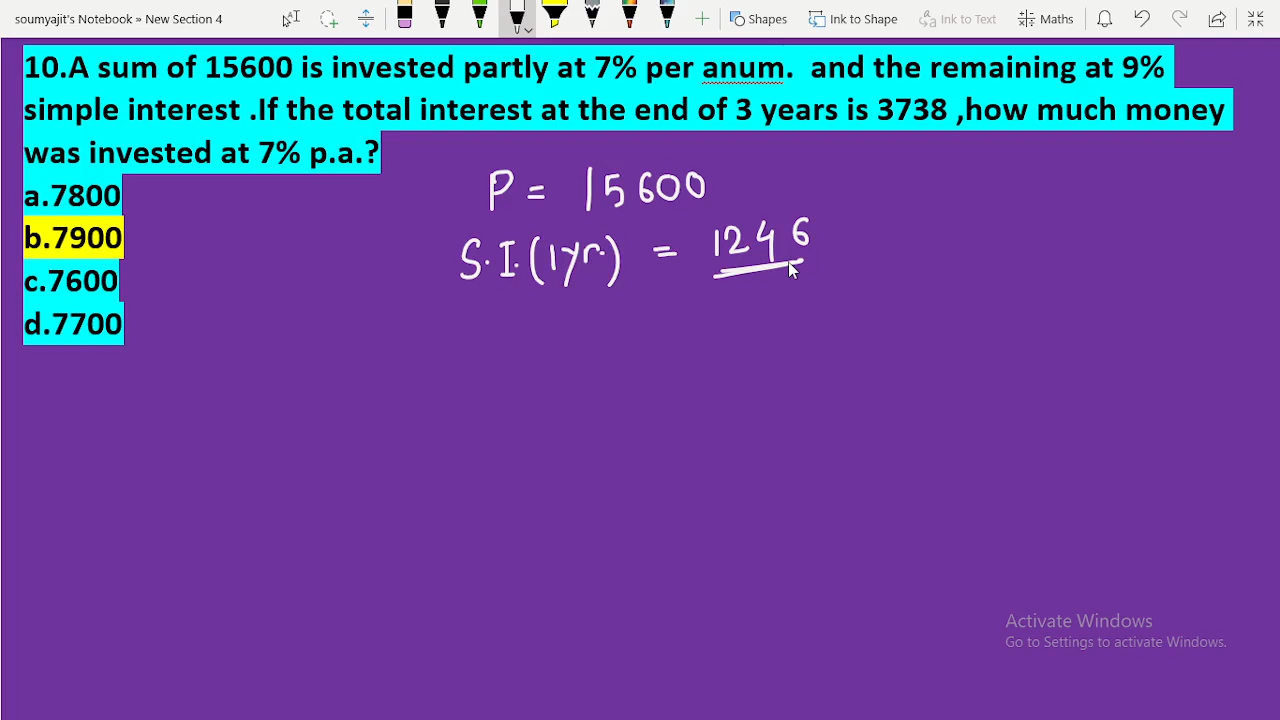 soumyajit's Notebook » New Section 4
Shapes
Ink to Shape
Ink to Text
Maths
10.A sum of 15600 is invested partly at 7% per anum. and the remaining at 9%
simple interest .If the total interest at the end of 3 years is 3738 ,how much money
was invested at 7% p.a.?
a.7800
b.7900
c.7600
d.7700
P = 15600
S.I.(1yr.) = 1246
Activate Windows
Go to Settings to activate Windows.